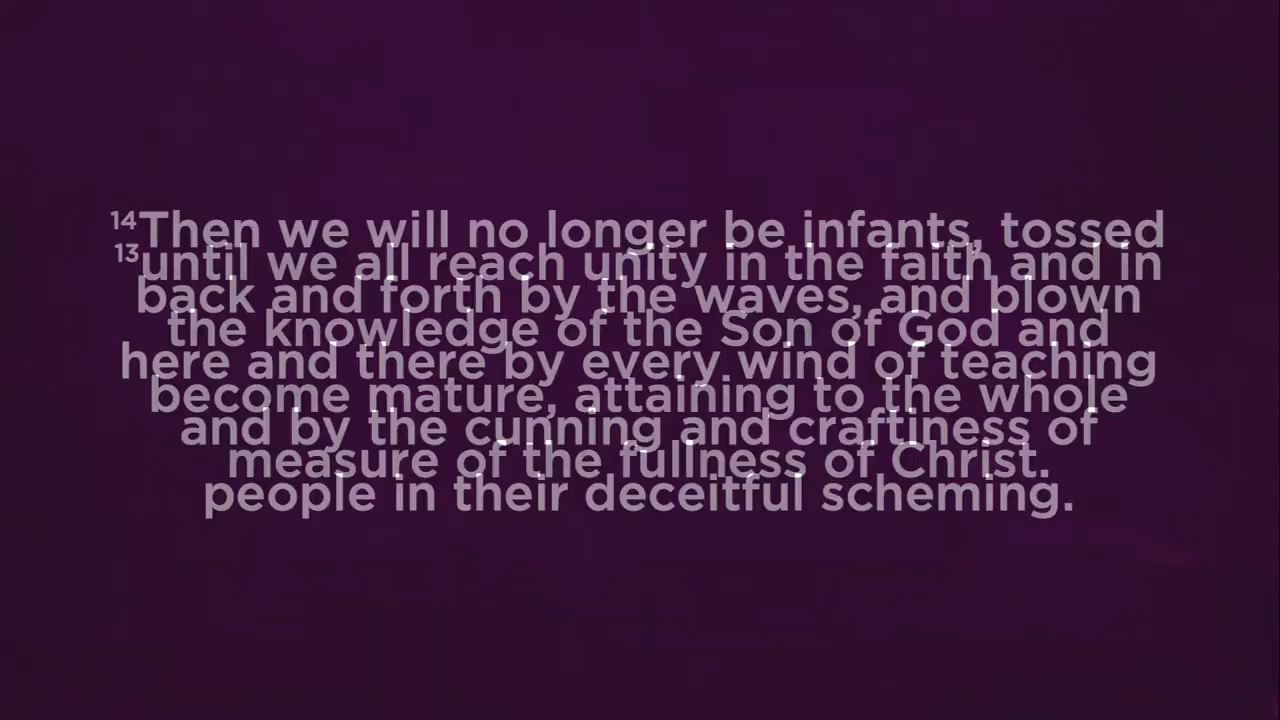 ¹⁴Then we will no longer be infants, tossed
¹³until we all reach unity in the faith and in
back and forth by the waves, and blown
the knowledge of the Son of God and
here and there by every wind of teaching
become mature, attaining to the whole
and by the cunning and craftiness of
measure of the fullness of Christ.
people in their deceitful scheming.